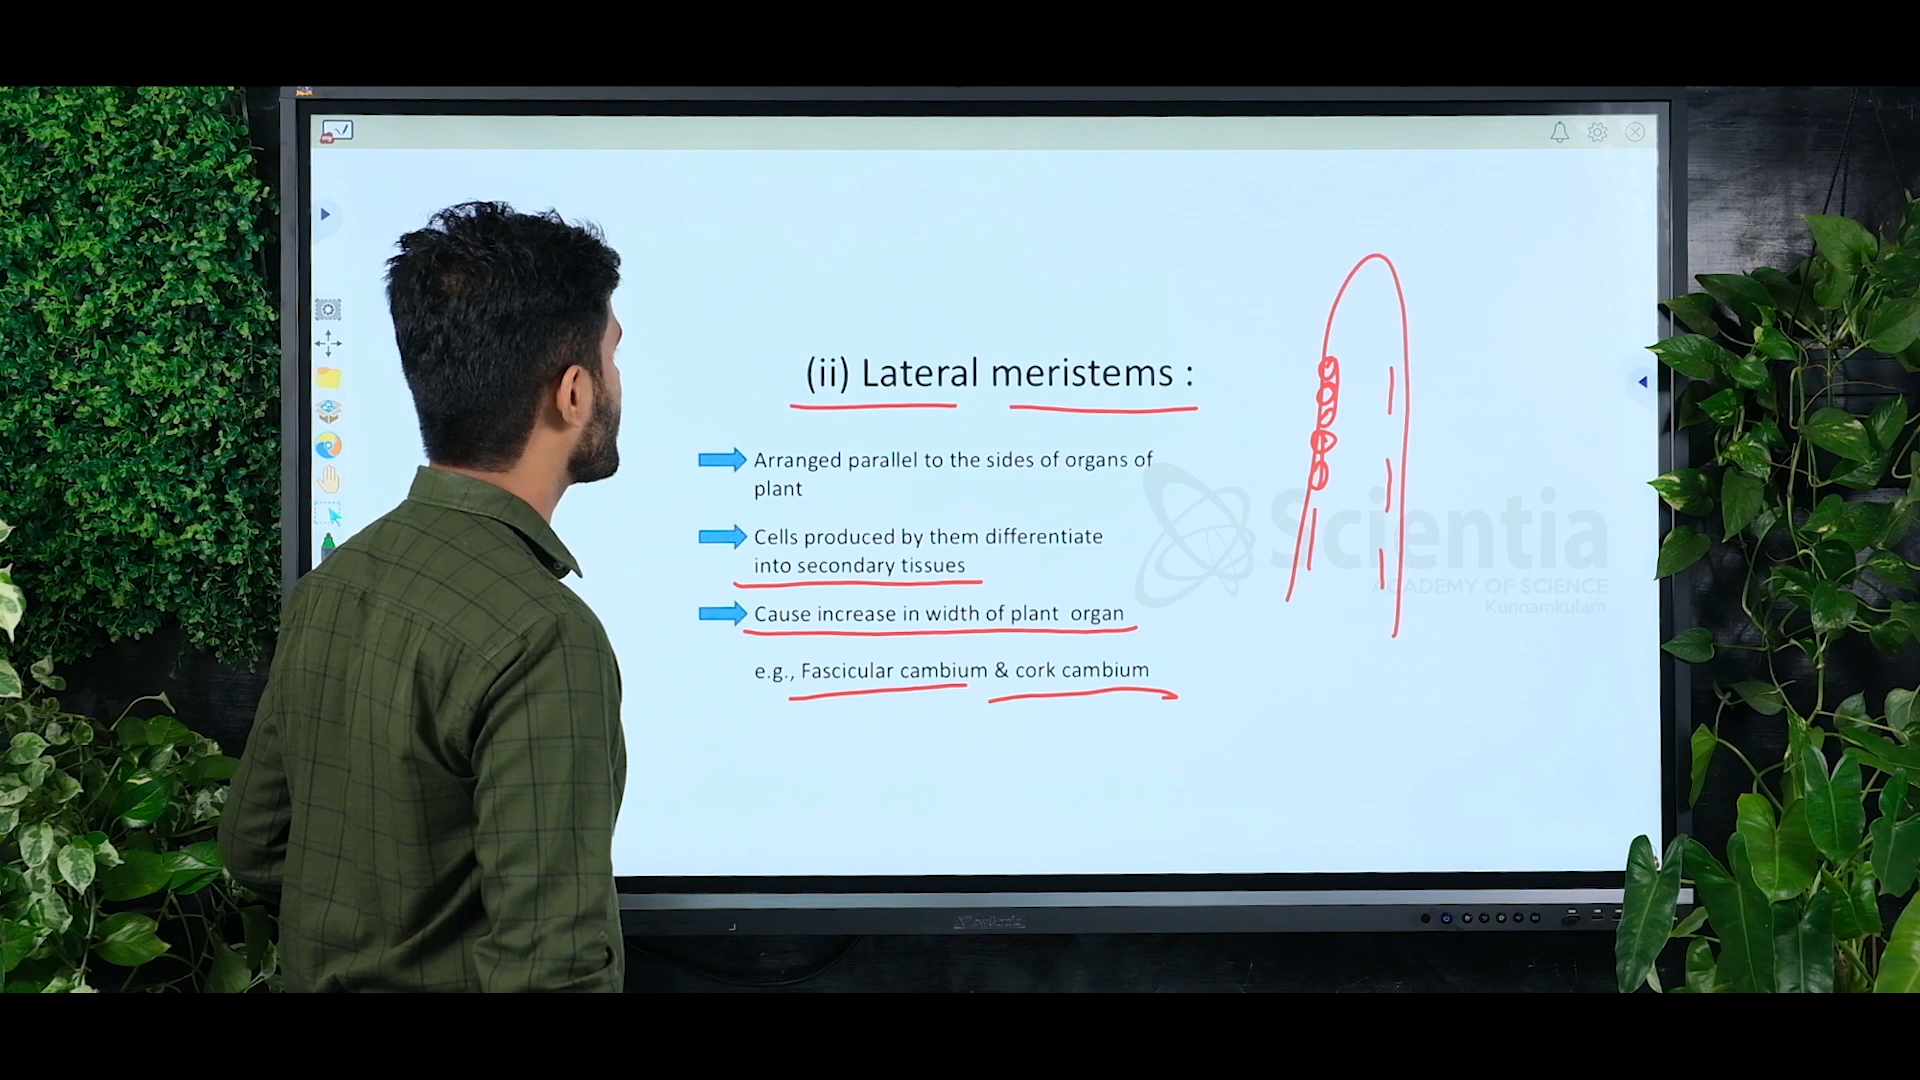 (ii) Lateral meristems :
Arranged parallel to the sides of organs of
plant
Cells produced by them differentiate
into secondary tissues
Cause increase in width of plant organ
e.g., Fascicular cambium & cork cambium
Scientia
ACADEMY OF SCIENCE
Kunnamkulam